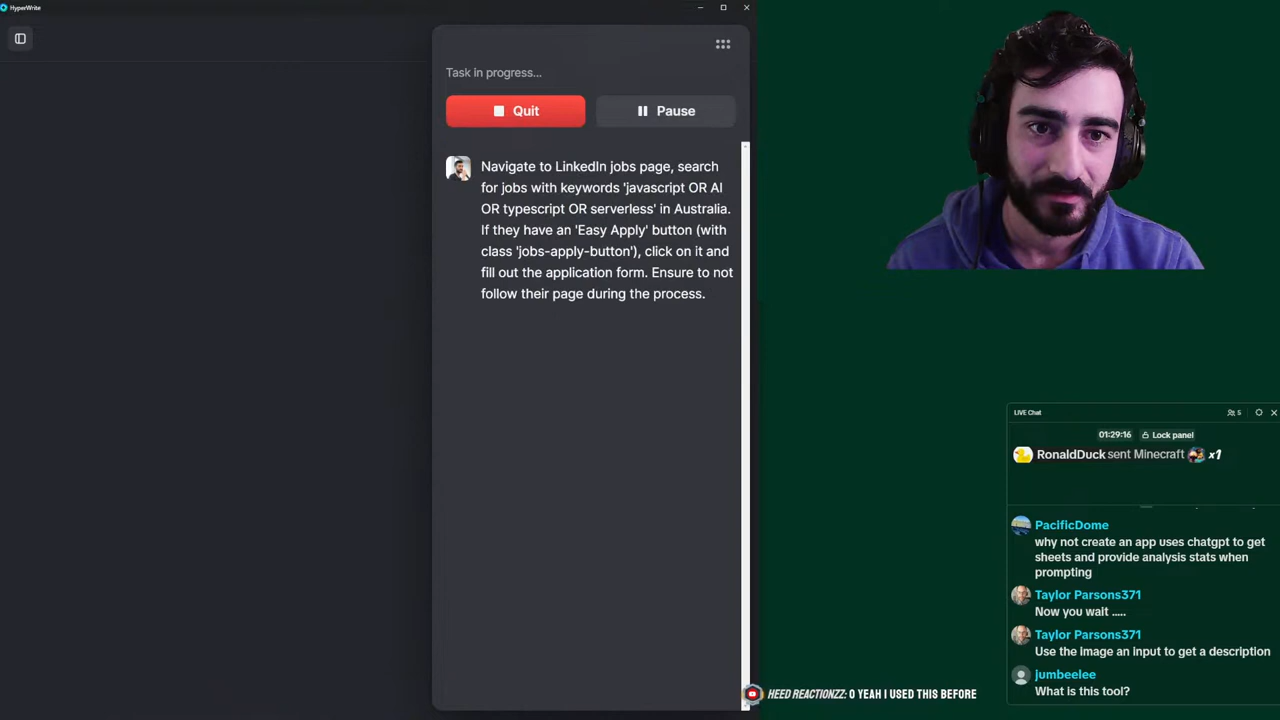 HyperWrite
Task in progress...
Quit
Pause
Navigate to LinkedIn jobs page, search
for jobs with keywords 'javascript OR AI
OR typescript OR serverless' in Australia.
If they have an 'Easy Apply' button (with
class 'jobs-apply-button'), click on it and
fill out the application form. Ensure to not
follow their page during the process.
LIVE Chat
5
01:29:16
Lock panel
RonaldDuck sent Minecraft x1
PacificDome
why not create an app uses chatgpt to get
sheets and provide analysis stats when
prompting
Taylor Parsons371
Now you wait .....
Taylor Parsons371
Use the image an input to get a description
jumbeelee
What is this tool?
HEED REACTIONZZ: O YEAH I USED THIS BEFORE